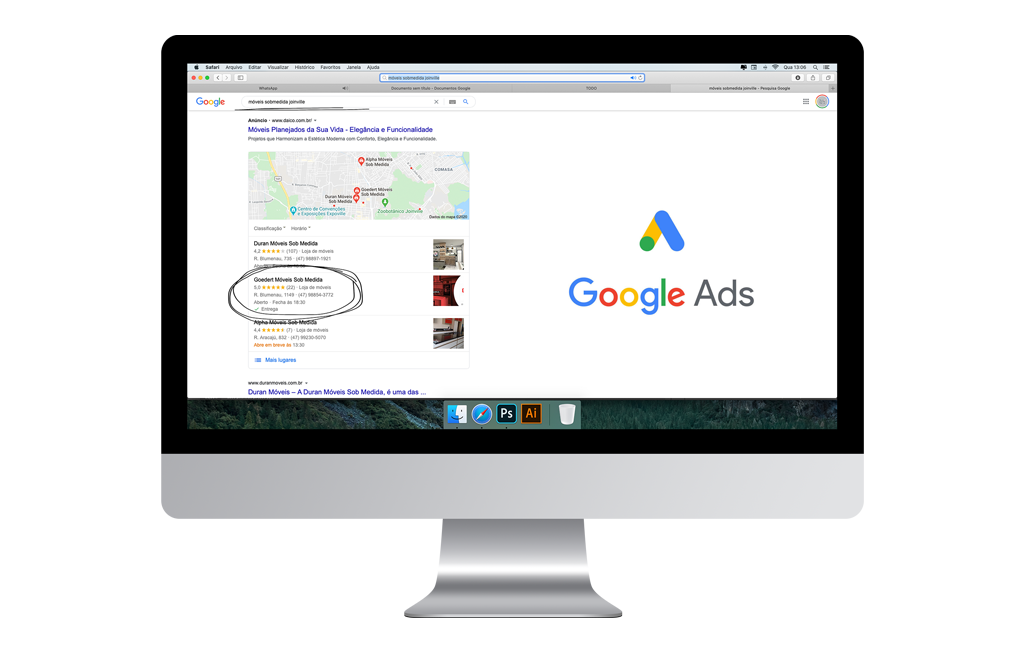 Safari Arquivo Editar Visualizar Histórico Favoritos Janela Ajuda
Qua 13:06
móveis sobmedida joinville
WhatsApp
Documento sem título - Documentos Google
TODO
móveis sobmedida joinville - Pesquisa Google
Google
móveis sobmedida joinville
Anúncio · www.daico.com.br/
Móveis Planejados da Sua Vida - Elegância e Funcionalidade
Projetos que Harmonizam a Estética Moderna com Conforto, Elegância e Funcionalidade.
Alpha Móveis
Sob Medida
COMASA
Goedert Móveis
Sob Medida
Duran Móveis
Sob Medida
Centro de Convenções
e Exposições Expoville
Zoobotânico Joinville
Dados do mapa ©2020
Classificação
Horário
Duran Móveis Sob Medida
4,2 (107) · Loja de móveis
R. Blumenau, 735 · (47) 98897-1921
Goedert Móveis Sob Medida
5,0 (22) · Loja de móveis
R. Blumenau, 1149 · (47) 98854-3772
Aberto · Fecha às 18:30
Entrega
Alpha Móveis Sob Medida
4,4 (7) · Loja de móveis
R. Aracajú, 832 · (47) 99230-5070
Abre em breve às 13:30
Mais lugares
www.duranmoveis.com.br
Duran Móveis – A Duran Móveis Sob Medida, é uma das ...
Google Ads
Ps
Ai